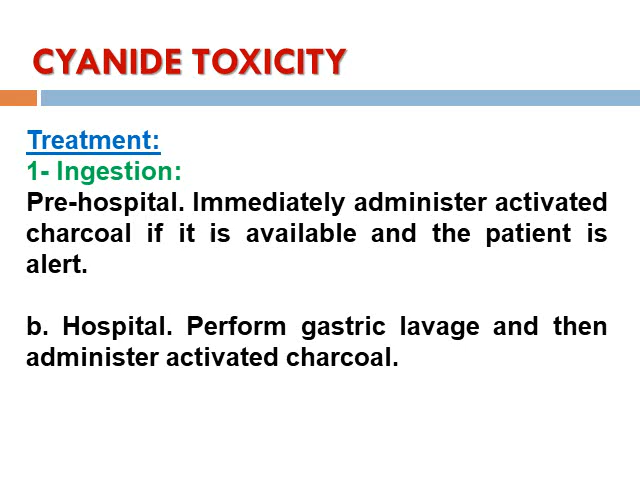 CYANIDE TOXICITY
Treatment:
1- Ingestion:
Pre-hospital. Immediately administer activated
charcoal if it is available and the patient is
alert.
b. Hospital. Perform gastric lavage and then
administer activated charcoal.